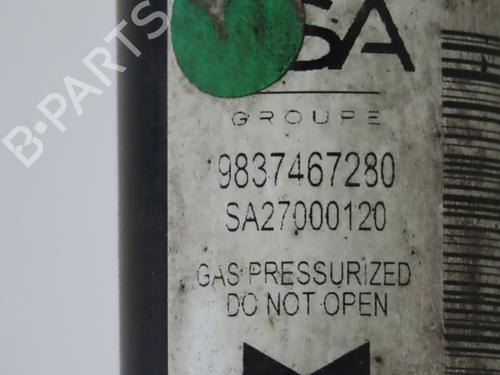 SA
GROUPE
9837467280
SA27000120
GAS PRESSURIZED
DO NOT OPEN
B-PARTS